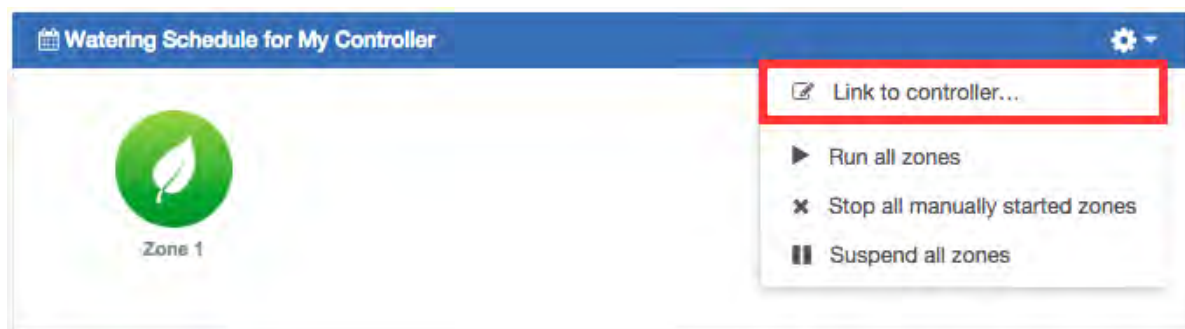 Watering Schedule for My Controller
Link to controller...
Run all zones
Stop all manually started zones
Suspend all zones
Zone 1